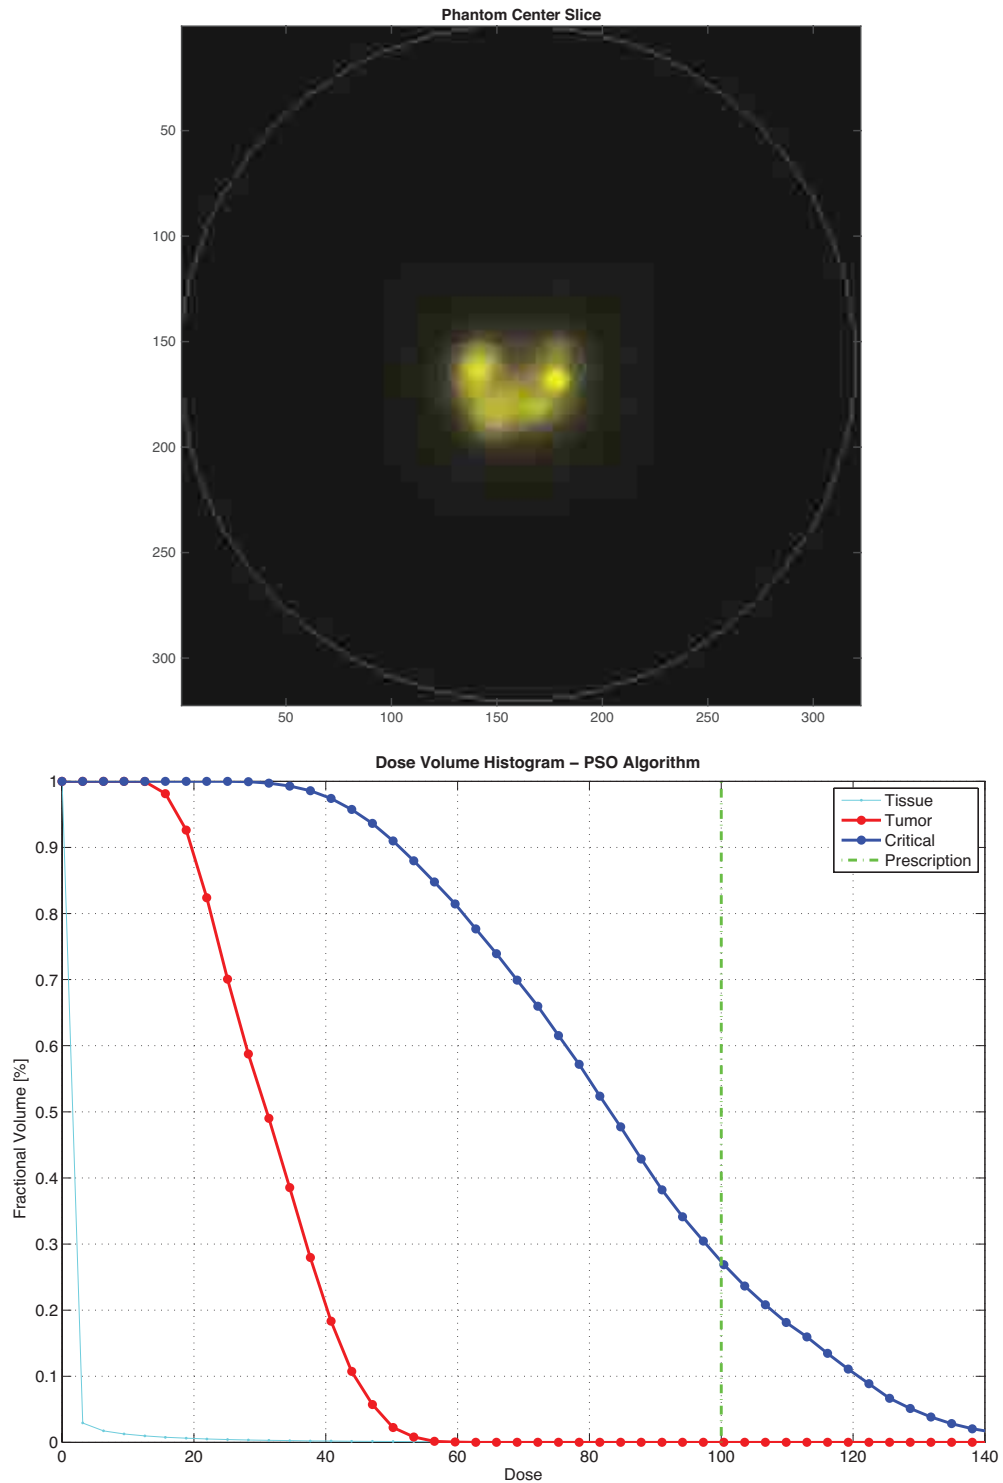 Phantom Center Slice
50
100
150
200
250
300
50 100 150 200 250 300
Dose Volume Histogram – PSO Algorithm
1
0.9
0.8
0.7
0.6
0.5
0.4
0.3
0.2
0.1
0
Fractional Volume [%]
Tissue
Tumor
Critical
Prescription
0 20 40 60 80 100 120 140
Dose